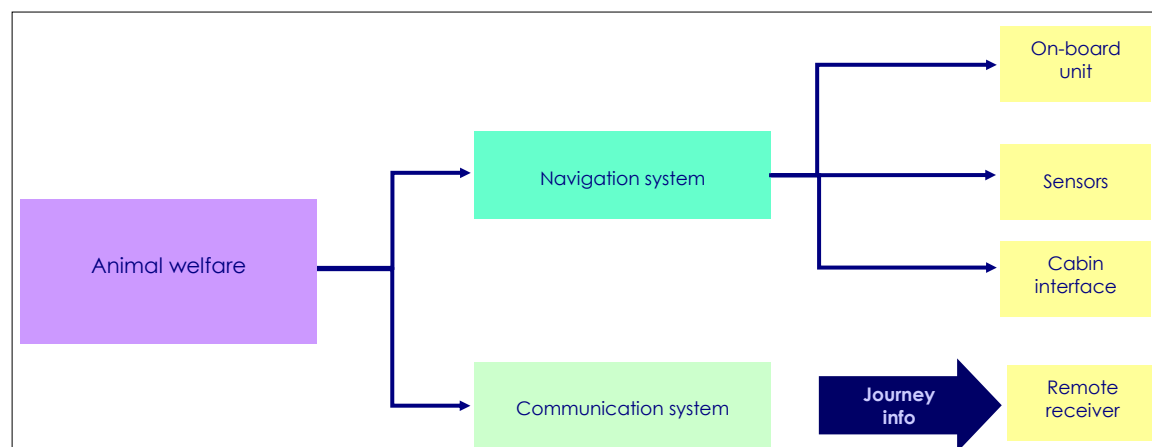 On-board
unit
Navigation system
Sensors
Animal welfare
Cabin
interface
Communication system
Journey
info
Remote
receiver